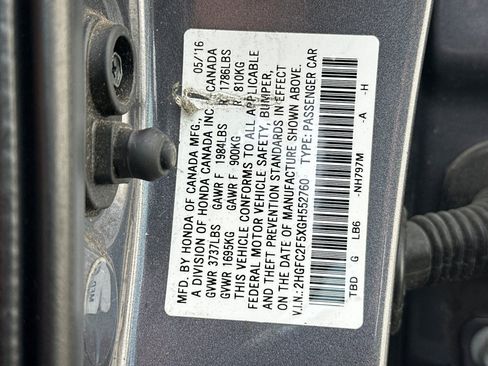 MFD. BY HONDA OF CANADA MFG. 05/16
A DIVISION OF HONDA CANADA INC. CANADA
GVWR 3737LBS GAWR F 1984LBS R 1786LBS
GVWR 1695KG GAWR F 900KG R 810KG
THIS VEHICLE CONFORMS TO ALL APPLICABLE
FEDERAL MOTOR VEHICLE SAFETY, BUMPER,
AND THEFT PREVENTION STANDARDS IN EFFECT
ON THE DATE OF MANUFACTURE SHOWN ABOVE.
V.I.N.: 2HGFC2F5XGH552760 TYPE: PASSENGER CAR
TBD G LB6 -NH797M -A -H